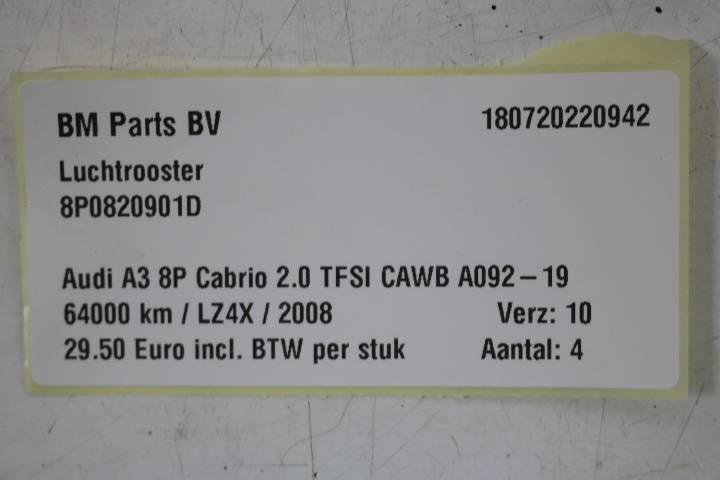 BM Parts BV 180720220942
Luchtrooster
8P0820901D
Audi A3 8P Cabrio 2.0 TFSI CAWB A092-19
64000 km / LZ4X / 2008 Verz: 10
29.50 Euro incl. BTW per stuk Aantal: 4